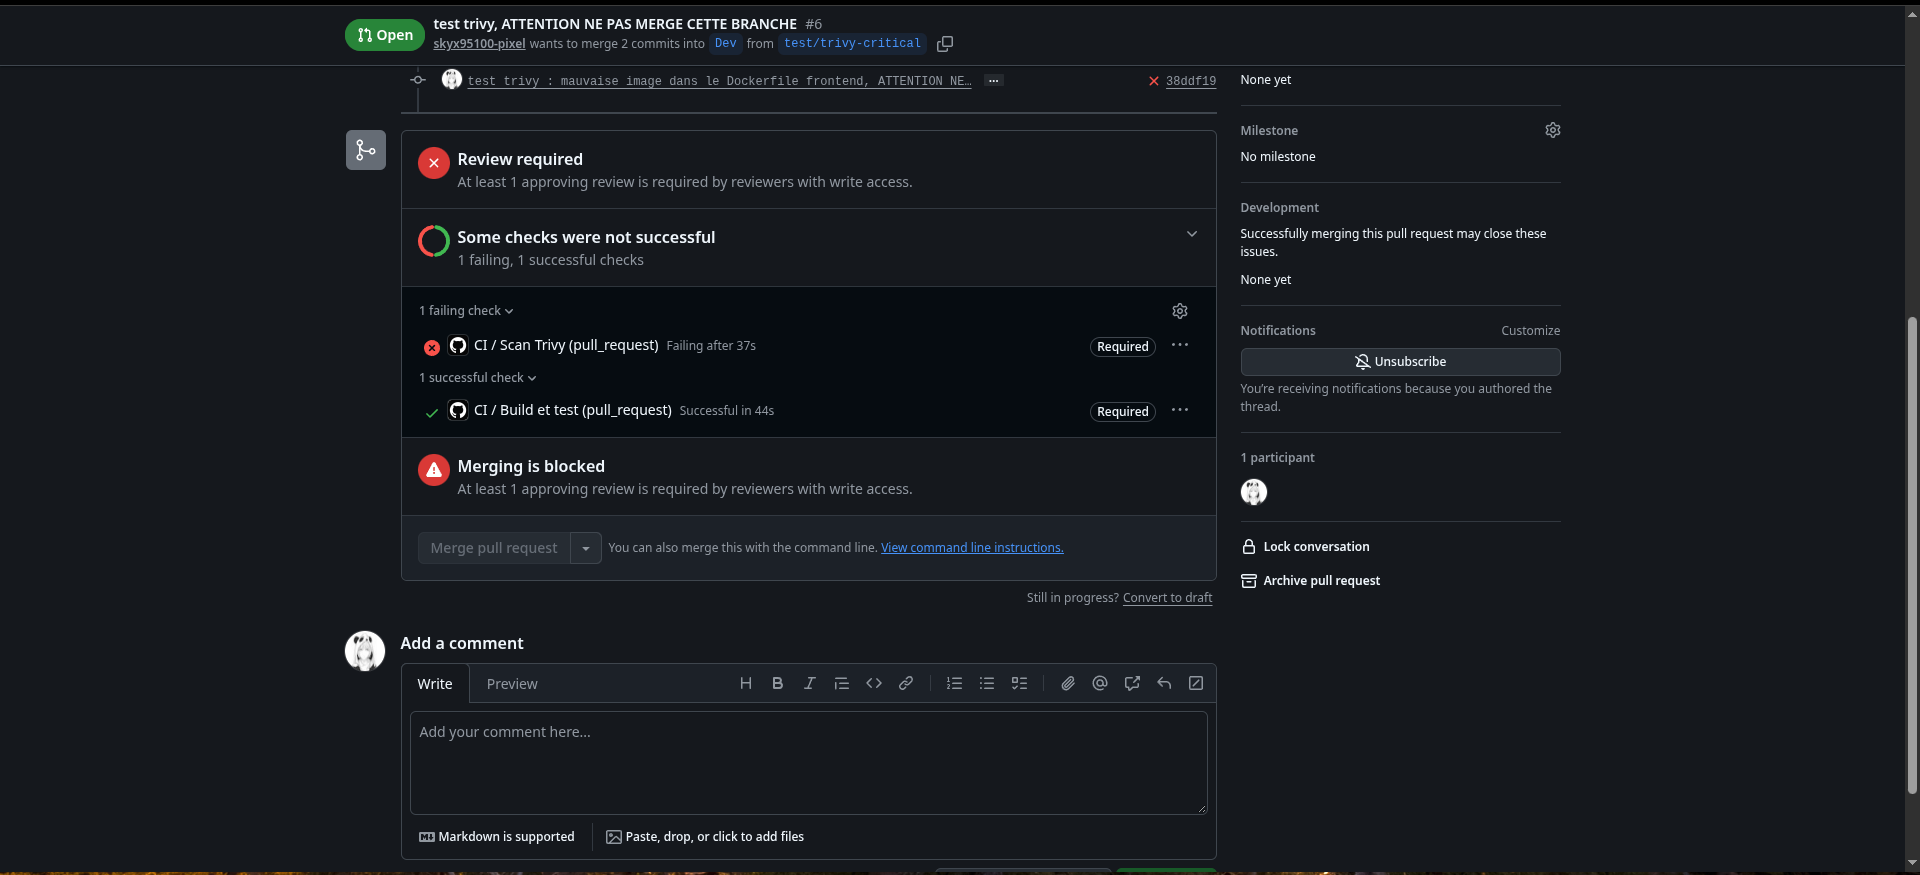 Open
test trivy, ATTENTION NE PAS MERGE CETTE BRANCHE #6
skyx95100-pixel wants to merge 2 commits into Dev from test/trivy-critical
test trivy : mauvaise image dans le Dockerfile frontend, ATTENTION NE… ··· 38ddf19
Review required
At least 1 approving review is required by reviewers with write access.
Some checks were not successful
1 failing, 1 successful checks
1 failing check
CI / Scan Trivy (pull_request) Failing after 37s Required ···
1 successful check
CI / Build et test (pull_request) Successful in 44s Required ···
Merging is blocked
At least 1 approving review is required by reviewers with write access.
Merge pull request You can also merge this with the command line. View command line instructions.
Still in progress? Convert to draft
Add a comment
Write Preview
Add your comment here...
Markdown is supported Paste, drop, or click to add files
None yet
Milestone
No milestone
Development
Successfully merging this pull request may close these
issues.
None yet
Notifications Customize
Unsubscribe
You're receiving notifications because you authored the
thread.
1 participant
Lock conversation
Archive pull request